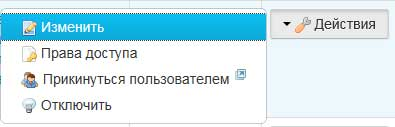 Изменить
Права доступа
Прикинуться пользователем
Отключить
Действия